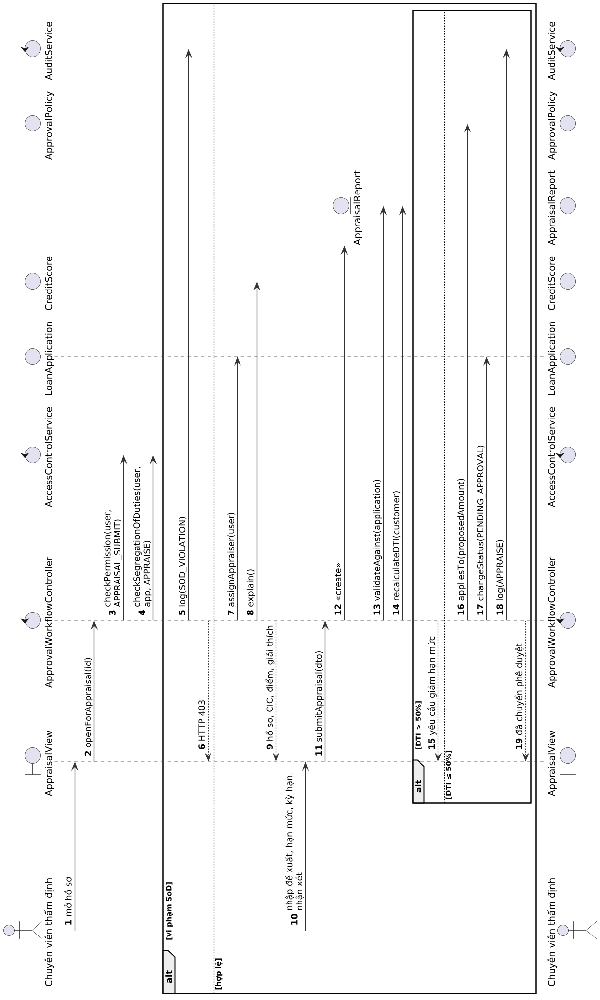 Chuyên viên thẩm định
AppraisalView
ApprovalWorkflowController
AccessControlService
LoanApplication
CreditScore
ApprovalPolicy
AuditService
1 mở hồ sơ
2 openForAppraisal(id)
3 checkPermission(user,
APPRAISAL_SUBMIT)
4 checkSegregationOfDuties(user,
app, APPRAISE)
alt
[vi phạm SoD]
5 log(SOD_VIOLATION)
6 HTTP 403
[hợp lệ]
7 assignAppraiser(user)
8 explain()
9 hồ sơ, CIC, điểm, giải thích
10 nhập đề xuất, hạn mức, kỳ hạn,
nhận xét
11 submitAppraisal(dto)
12 «create»
AppraisalReport
13 validateAgainst(application)
14 recalculateDTI(customer)
alt
[DTI > 50%]
15 yêu cầu giảm hạn mức
[DTI ≤ 50%]
16 appliesTo(proposedAmount)
17 changeStatus(PENDING_APPROVAL)
18 log(APPRAISE)
19 đã chuyển phê duyệt
Chuyên viên thẩm định
AppraisalView
ApprovalWorkflowController
AccessControlService
LoanApplication
CreditScore
AppraisalReport
ApprovalPolicy
AuditService